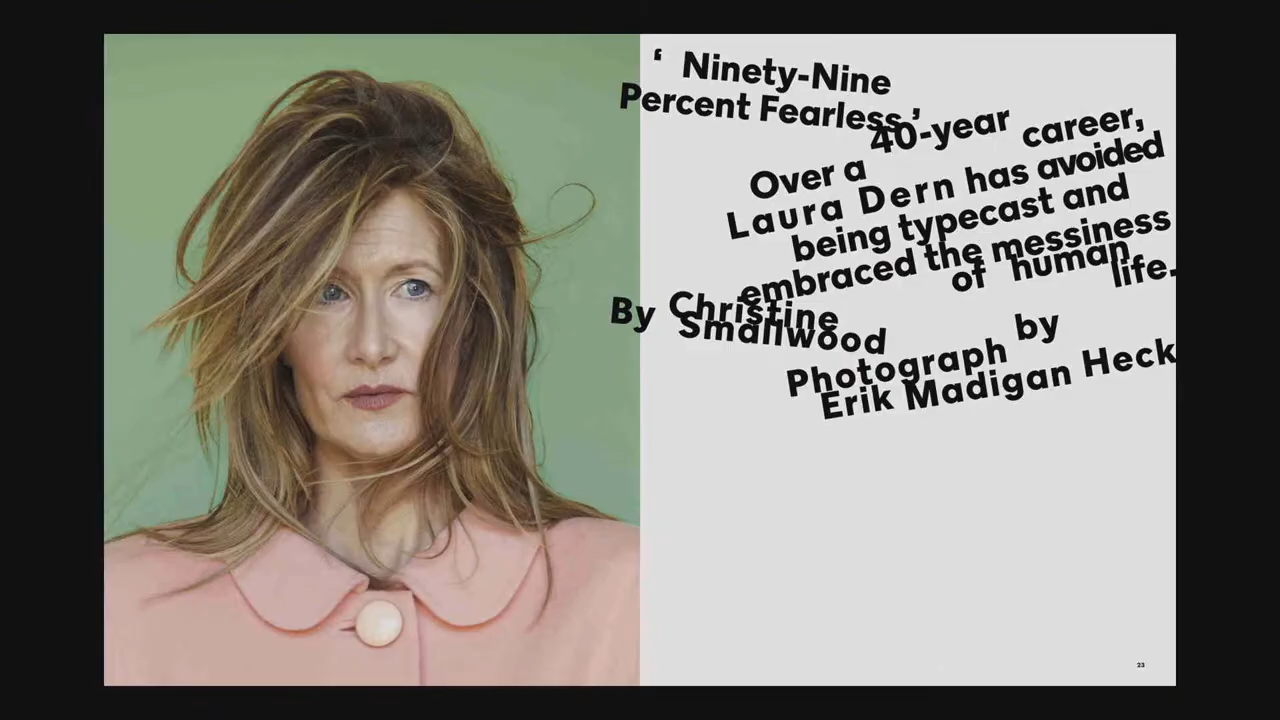 ‘ Ninety-Nine
Percent Fearless.’
Over a 40-year career,
Laura Dern has avoided
being typecast and
embraced the messiness
of human life.
By Christine
Smallwood
Photograph by
Erik Madigan Heck
23